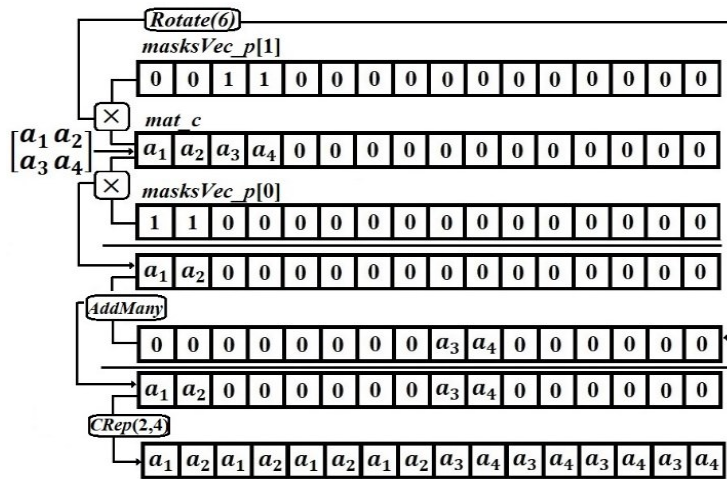 Rotate(6)
masksVec_p[1]
0 0 1 1 0 0 0 0 0 0 0 0 0 0 0 0
×
mat_c
[a₁ a₂
a₃ a₄]
a₁ a₂ a₃ a₄ 0 0 0 0 0 0 0 0 0 0 0 0
×
masksVec_p[0]
1 1 0 0 0 0 0 0 0 0 0 0 0 0 0 0
a₁ a₂ 0 0 0 0 0 0 0 0 0 0 0 0 0 0
AddMany
0 0 0 0 0 0 0 0 a₃ a₄ 0 0 0 0 0 0
a₁ a₂ 0 0 0 0 0 0 a₃ a₄ 0 0 0 0 0 0
CRep(2,4)
a₁ a₂ a₁ a₂ a₁ a₂ a₁ a₂ a₃ a₄ a₃ a₄ a₃ a₄ a₃ a₄